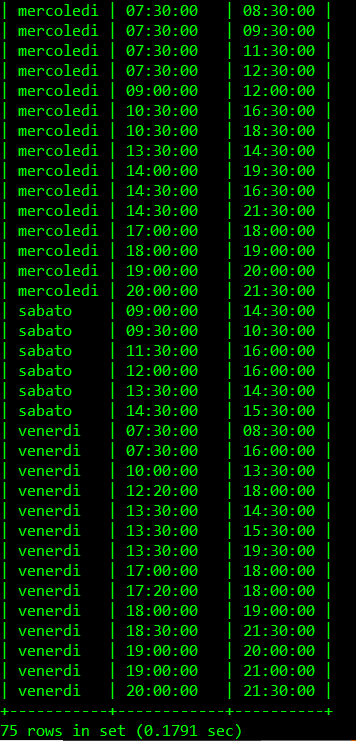 | mercoledi | 07:30:00 | 08:30:00 |
| mercoledi | 07:30:00 | 09:30:00 |
| mercoledi | 07:30:00 | 11:30:00 |
| mercoledi | 07:30:00 | 12:30:00 |
| mercoledi | 09:00:00 | 12:00:00 |
| mercoledi | 10:30:00 | 16:30:00 |
| mercoledi | 10:30:00 | 18:30:00 |
| mercoledi | 13:30:00 | 14:30:00 |
| mercoledi | 14:00:00 | 19:30:00 |
| mercoledi | 14:30:00 | 16:30:00 |
| mercoledi | 14:30:00 | 21:30:00 |
| mercoledi | 17:00:00 | 18:00:00 |
| mercoledi | 18:00:00 | 19:00:00 |
| mercoledi | 19:00:00 | 20:00:00 |
| mercoledi | 20:00:00 | 21:30:00 |
| sabato | 09:00:00 | 14:30:00 |
| sabato | 09:30:00 | 10:30:00 |
| sabato | 11:30:00 | 16:00:00 |
| sabato | 12:00:00 | 16:00:00 |
| sabato | 13:30:00 | 14:30:00 |
| sabato | 14:30:00 | 15:30:00 |
| venerdi | 07:30:00 | 08:30:00 |
| venerdi | 07:30:00 | 16:00:00 |
| venerdi | 10:00:00 | 13:30:00 |
| venerdi | 12:20:00 | 18:00:00 |
| venerdi | 13:30:00 | 14:30:00 |
| venerdi | 13:30:00 | 15:30:00 |
| venerdi | 13:30:00 | 19:30:00 |
| venerdi | 17:00:00 | 18:00:00 |
| venerdi | 17:20:00 | 18:00:00 |
| venerdi | 18:00:00 | 19:00:00 |
| venerdi | 18:30:00 | 21:30:00 |
| venerdi | 19:00:00 | 20:00:00 |
| venerdi | 19:00:00 | 21:00:00 |
| venerdi | 20:00:00 | 21:30:00 |
+-----------+------------+----------+
75 rows in set (0.1791 sec)